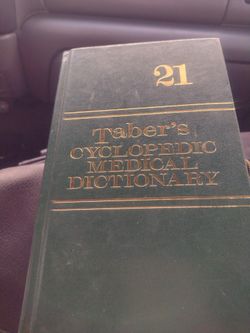 21
Taber's
CYCLOPEDIC
MEDICAL
DICTIONARY